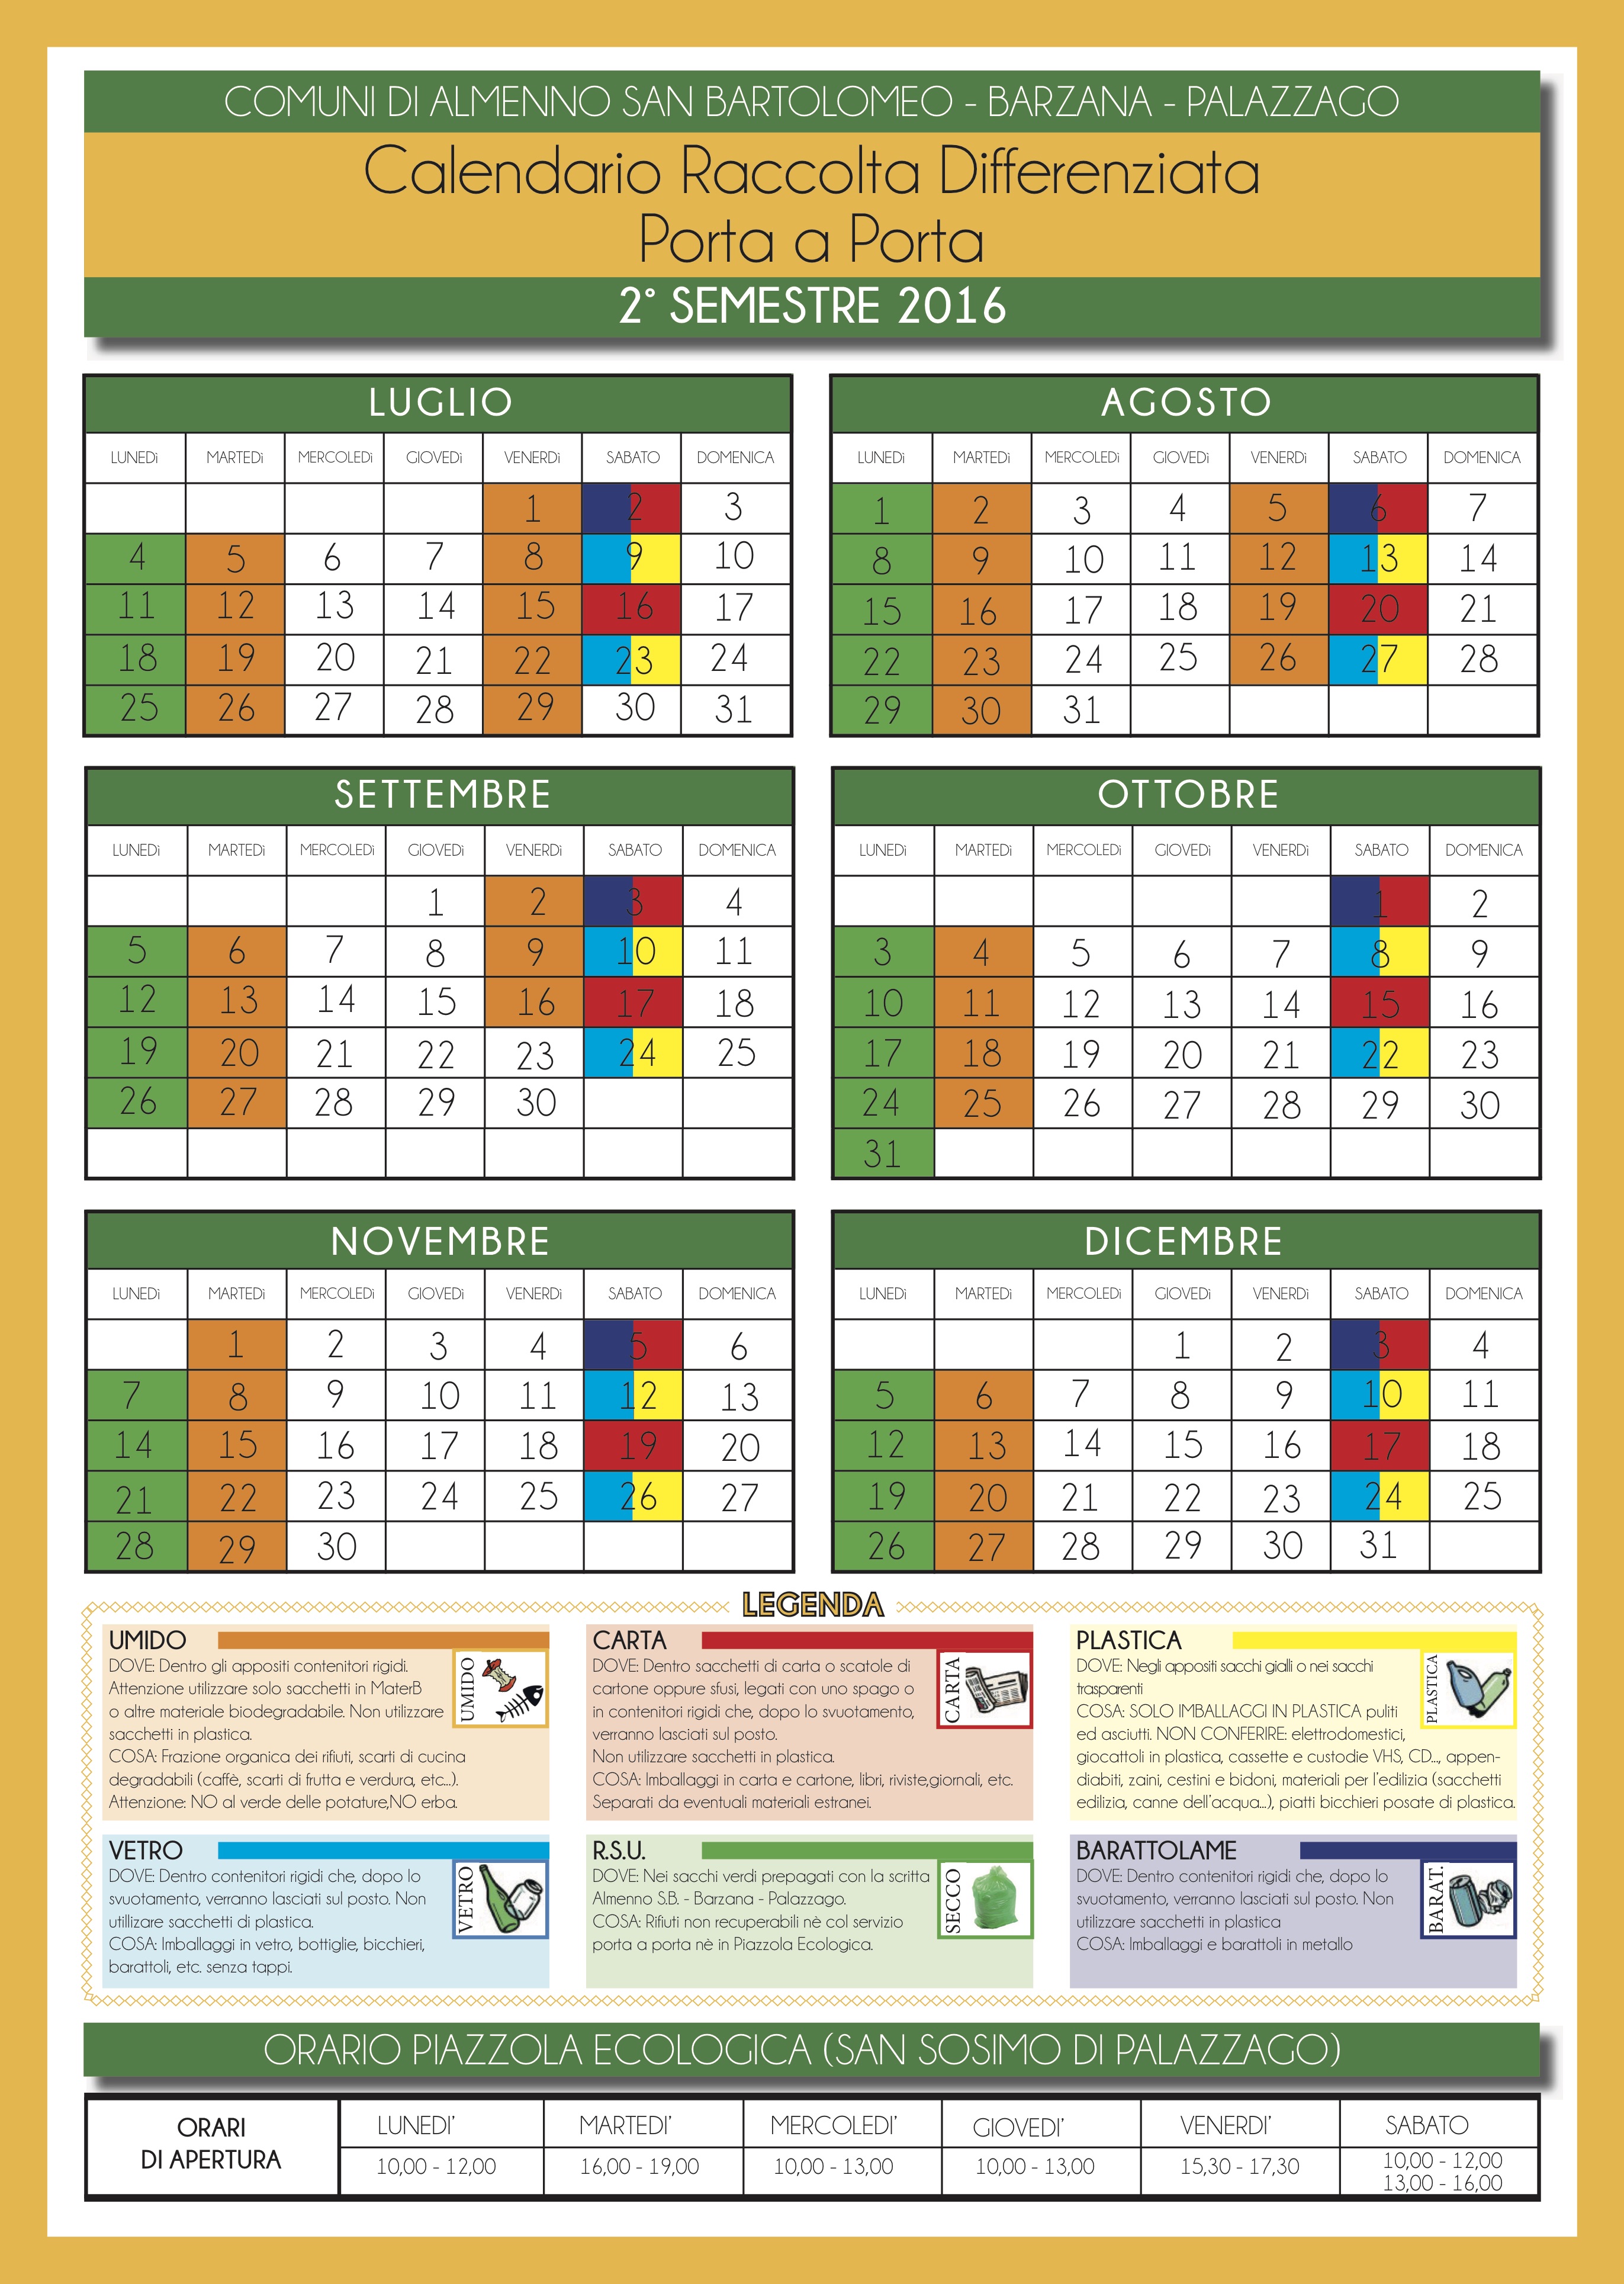 COMUNI DI ALMENNO SAN BARTOLOMEO - BARZANA - PALAZZAGO
Calendario Raccolta Differenziata
Porta a Porta
2° SEMESTRE 2016
LUGLIO
LUNEDì MARTEDì MERCOLEDì GIOVEDì VENERDì SABATO DOMENICA
1 2 3
4 5 6 7 8 9 10
11 12 13 14 15 16 17
18 19 20 21 22 23 24
25 26 27 28 29 30 31
AGOSTO
LUNEDì MARTEDì MERCOLEDì GIOVEDì VENERDì SABATO DOMENICA
1 2 3 4 5 6 7
8 9 10 11 12 13 14
15 16 17 18 19 20 21
22 23 24 25 26 27 28
29 30 31
SETTEMBRE
LUNEDì MARTEDì MERCOLEDì GIOVEDì VENERDì SABATO DOMENICA
1 2 3 4
5 6 7 8 9 10 11
12 13 14 15 16 17 18
19 20 21 22 23 24 25
26 27 28 29 30
OTTOBRE
LUNEDì MARTEDì MERCOLEDì GIOVEDì VENERDì SABATO DOMENICA
1 2
3 4 5 6 7 8 9
10 11 12 13 14 15 16
17 18 19 20 21 22 23
24 25 26 27 28 29 30
31
NOVEMBRE
LUNEDì MARTEDì MERCOLEDì GIOVEDì VENERDì SABATO DOMENICA
1 2 3 4 5 6
7 8 9 10 11 12 13
14 15 16 17 18 19 20
21 22 23 24 25 26 27
28 29 30
DICEMBRE
LUNEDì MARTEDì MERCOLEDì GIOVEDì VENERDì SABATO DOMENICA
1 2 3 4
5 6 7 8 9 10 11
12 13 14 15 16 17 18
19 20 21 22 23 24 25
26 27 28 29 30 31
LEGENDA
UMIDO
DOVE: Dentro gli appositi contenitori rigidi.
Attenzione utilizzare solo sacchetti in MaterB
o altre materiale biodegradabile. Non utilizzare
sacchetti in plastica.
COSA: Frazione organica dei rifiuti, scarti di cucina
degradabili (caffè, scarti di frutta e verdura, etc...).
Attenzione: NO al verde delle potature,NO erba.
UMIDO
CARTA
DOVE: Dentro sacchetti di carta o scatole di
cartone oppure sfusi, legati con uno spago o
in contenitori rigidi che, dopo lo svuotamento,
verranno lasciati sul posto.
Non utilizzare sacchetti in plastica.
COSA: Imballaggi in carta e cartone, libri, riviste,giornali, etc.
Separati da eventuali materiali estranei.
CARTA
PLASTICA
DOVE: Negli appositi sacchi gialli o nei sacchi
trasparenti
COSA: SOLO IMBALLAGGI IN PLASTICA puliti
ed asciutti. NON CONFERIRE: elettrodomestici,
giocattoli in plastica, cassette e custodie VHS, CD..., appen-
diabiti, zaini, cestini e bidoni, materiali per l'edilizia (sacchetti
edilizia, canne dell'acqua...), piatti bicchieri posate di plastica.
PLASTICA
VETRO
DOVE: Dentro contenitori rigidi che, dopo lo
svuotamento, verranno lasciati sul posto. Non
utillizare sacchetti di plastica.
COSA: Imballaggi in vetro, bottiglie, bicchieri,
barattoli, etc. senza tappi.
VETRO
R.S.U.
DOVE: Nei sacchi verdi prepagati con la scritta
Almenno S.B. - Barzana - Palazzago.
COSA: Rifiuti non recuperabili nè col servizio
porta a porta nè in Piazzola Ecologica.
SECCO
BARATTOLAME
DOVE: Dentro contenitori rigidi che, dopo lo
svuotamento, verranno lasciati sul posto. Non
utilizzare sacchetti in plastica
COSA: Imballaggi e barattoli in metallo
BARAT.
ORARIO PIAZZOLA ECOLOGICA (SAN SOSIMO DI PALAZZAGO)
ORARI
DI APERTURA
LUNEDI' MARTEDI' MERCOLEDI' GIOVEDI' VENERDI' SABATO
10,00 - 12,00 16,00 - 19,00 10,00 - 13,00 10,00 - 13,00 15,30 - 17,30 10,00 - 12,00
13,00 - 16,00